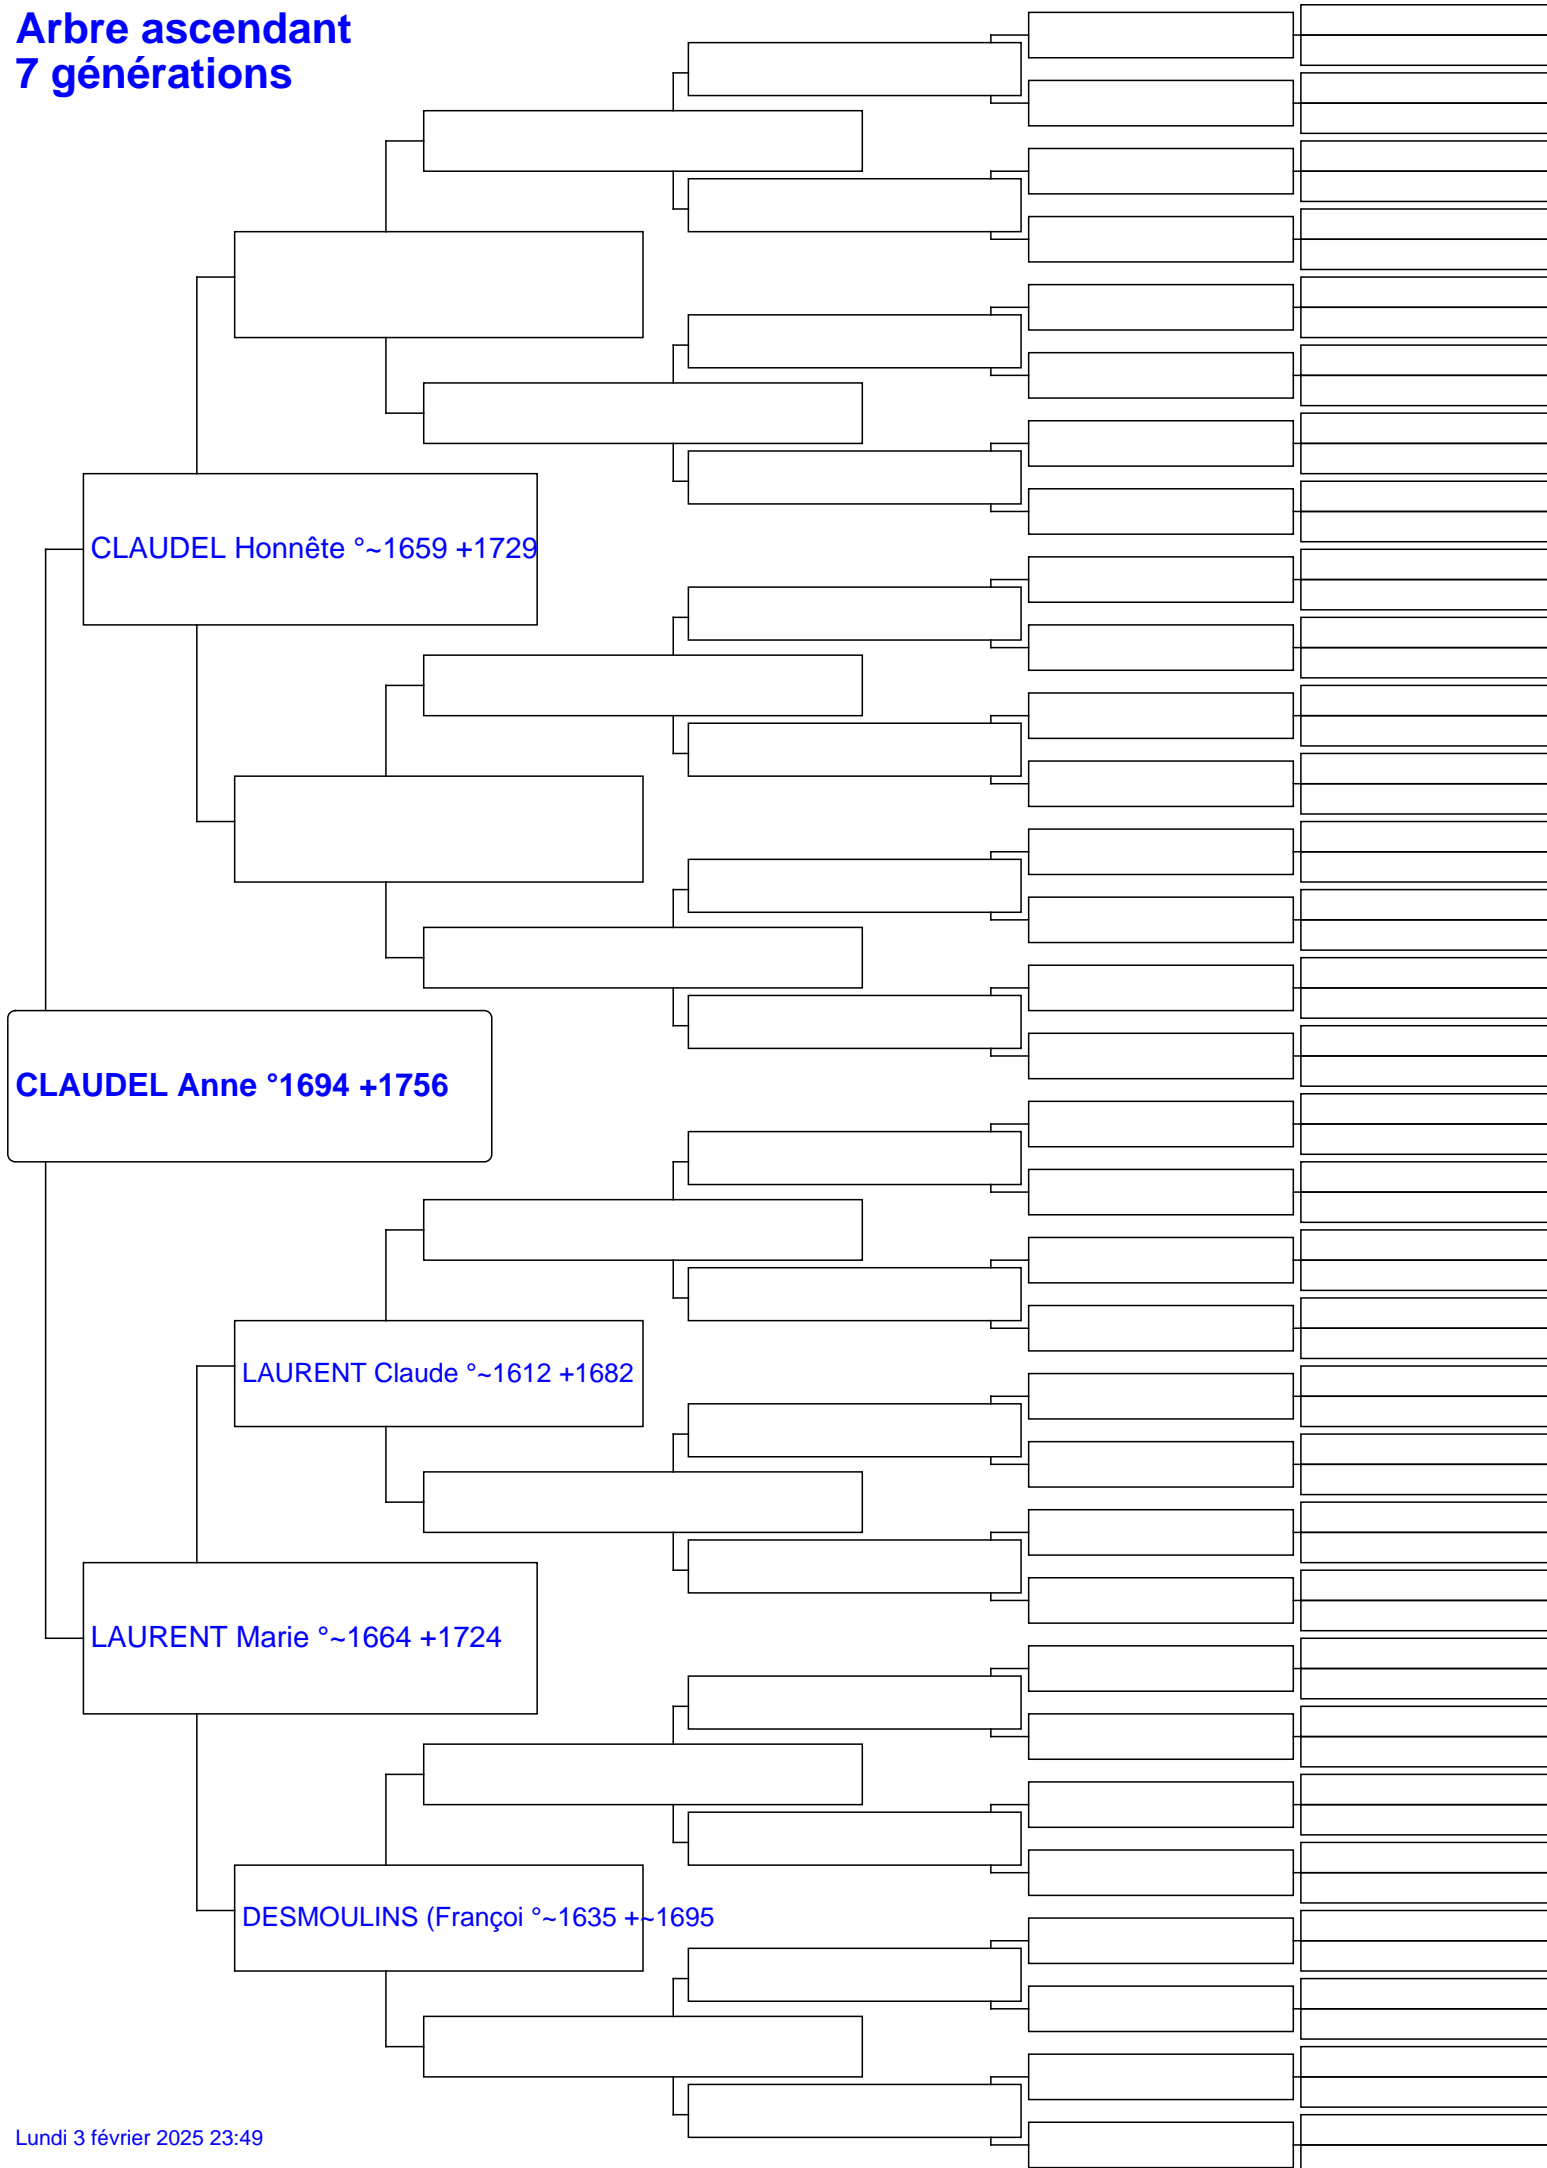 Arbre ascendant
7 générations
CLAUDEL Honnête °~1659 +1729
CLAUDEL Anne °1694 +1756
LAURENT Claude °~1612 +1682
LAURENT Marie °~1664 +1724
DESMOULINS (Françoi °~1635 +~1695
Lundi 3 février 2025 23:49